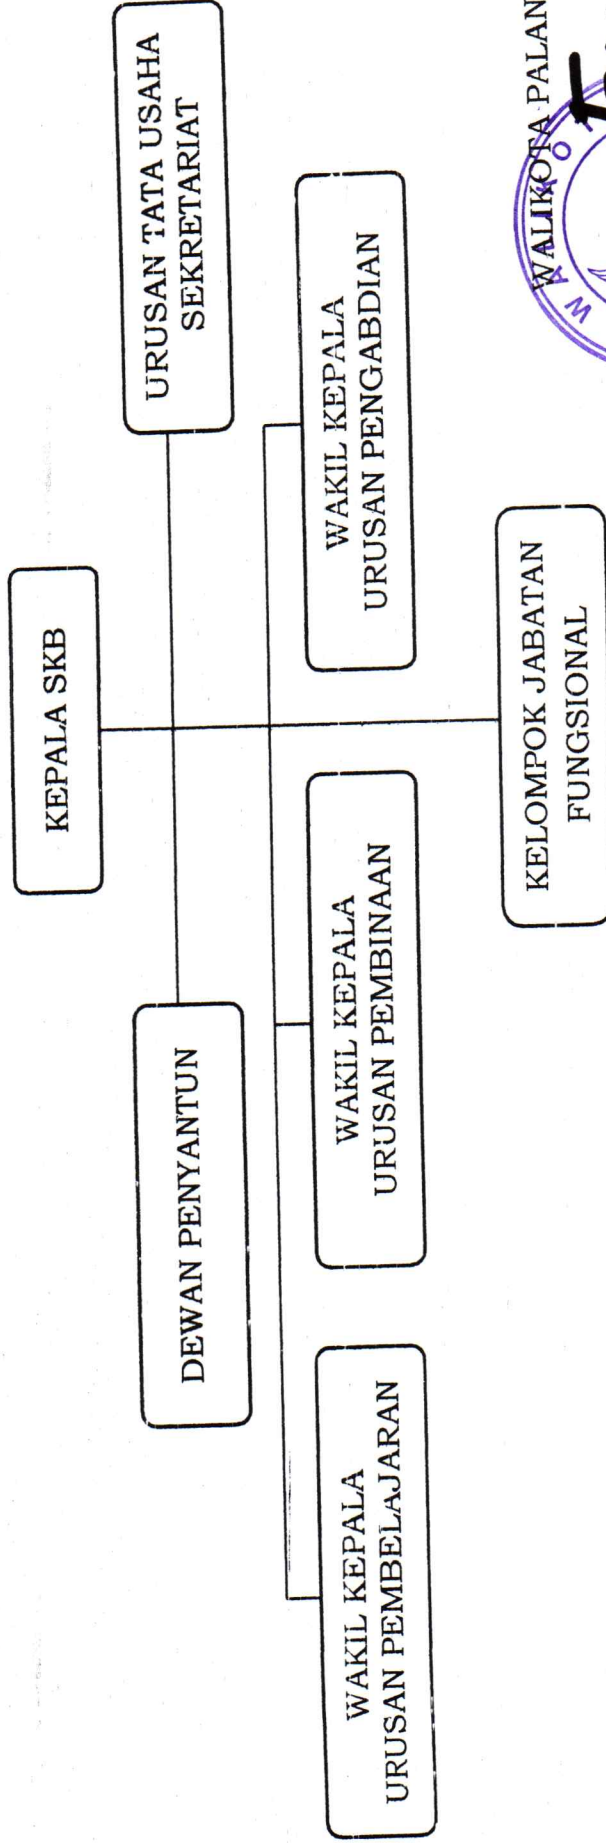 KEPALA SKB
DEWAN PENYANTUN
URUSAN TATA USAHA
SEKRETARIAT
WAKIL KEPALA
URUSAN PEMBELAJARAN
WAKIL KEPALA
URUSAN PEMBINAAN
WAKIL KEPALA
URUSAN PENGABDIAN
KELOMPOK JABATAN
FUNGSIONAL
WALIKOTA PALAN